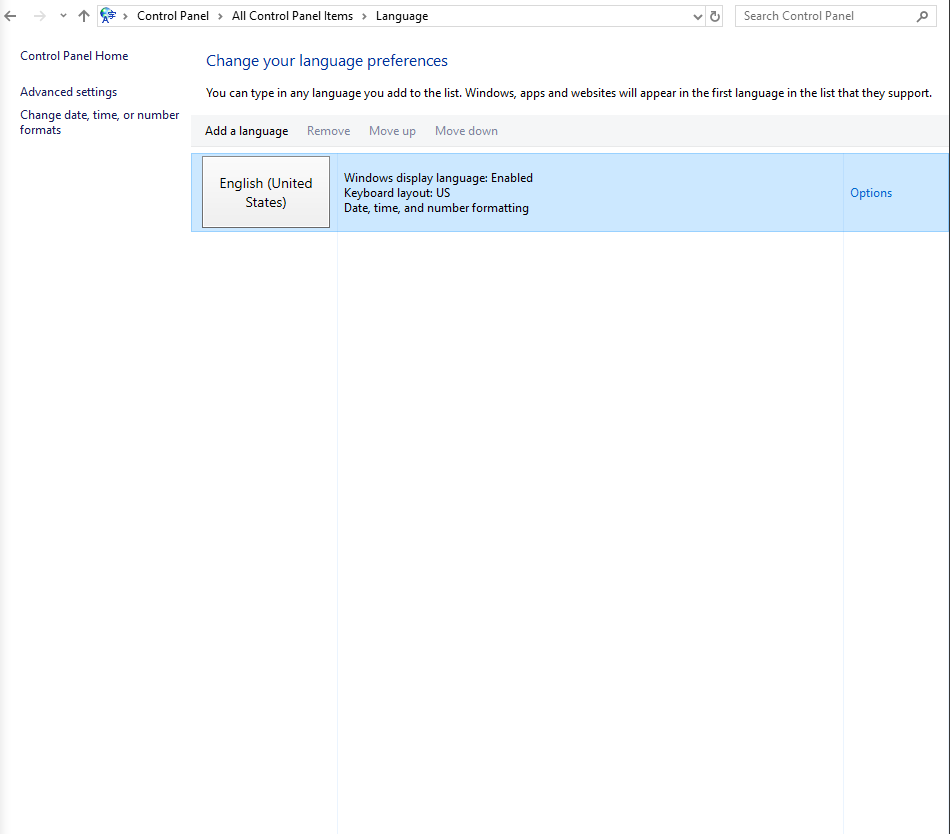 Control Panel > All Control Panel Items > Language
Search Control Panel
Control Panel Home
Advanced settings
Change date, time, or number
formats
Change your language preferences
You can type in any language you add to the list. Windows, apps and websites will appear in the first language in the list that they support.
Add a language Remove Move up Move down
English (United
States)
Windows display language: Enabled
Keyboard layout: US
Date, time, and number formatting
Options